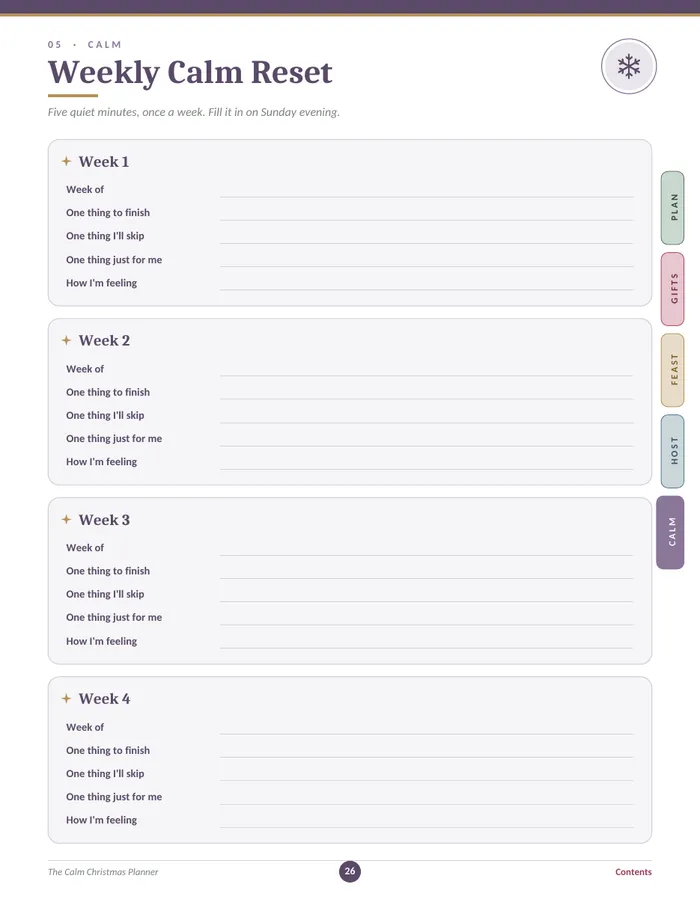 05 · CALM
Weekly Calm Reset
Five quiet minutes, once a week. Fill it in on Sunday evening.
Week 1
Week of
One thing to finish
One thing I'll skip
One thing just for me
How I'm feeling
Week 2
Week of
One thing to finish
One thing I'll skip
One thing just for me
How I'm feeling
Week 3
Week of
One thing to finish
One thing I'll skip
One thing just for me
How I'm feeling
Week 4
Week of
One thing to finish
One thing I'll skip
One thing just for me
How I'm feeling
PLAN
GIFTS
FEAST
HOST
CALM
The Calm Christmas Planner
26
Contents